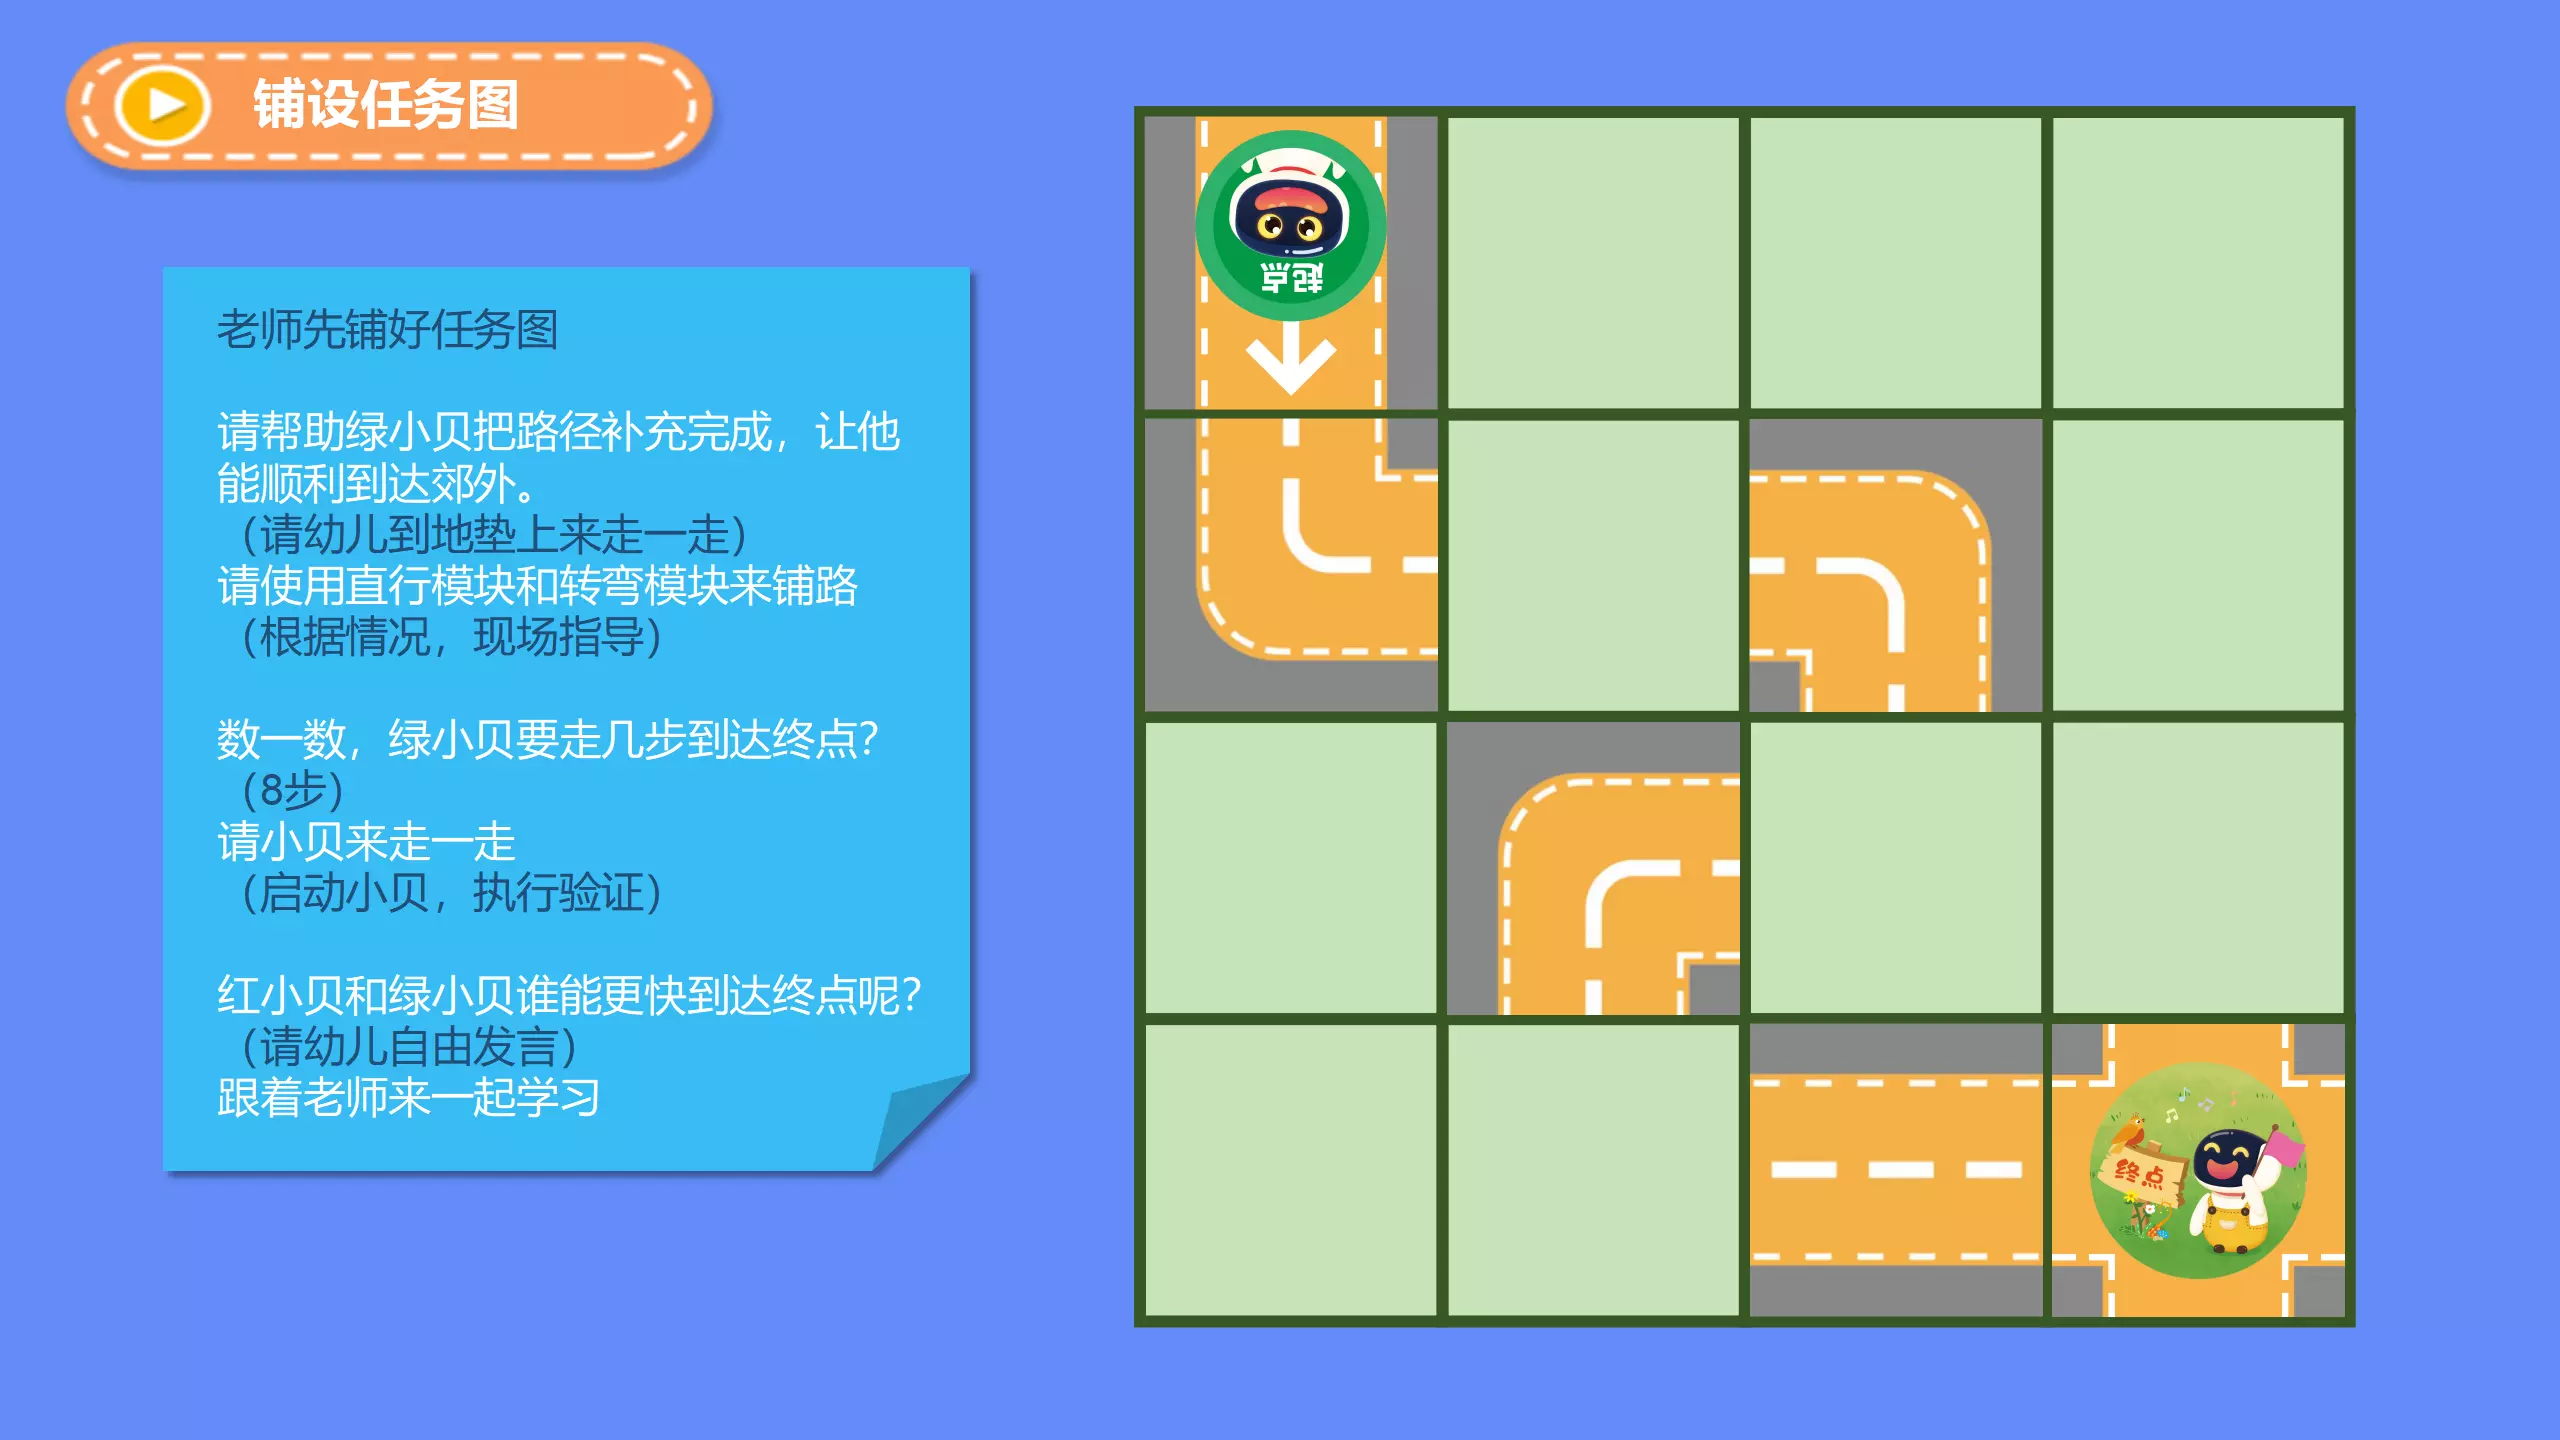 铺设任务图
老师先铺好任务图
请帮助绿小贝把路径补充完成，让他
能顺利到达郊外。
（请幼儿到地垫上来走一走）
请使用直行模块和转弯模块来铺路
（根据情况，现场指导）
数一数，绿小贝要走几步到达终点？
（8步）
请小贝来走一走
（启动小贝，执行验证）
红小贝和绿小贝谁能更快到达终点呢？
（请幼儿自由发言）
跟着老师来一起学习
起点
终点